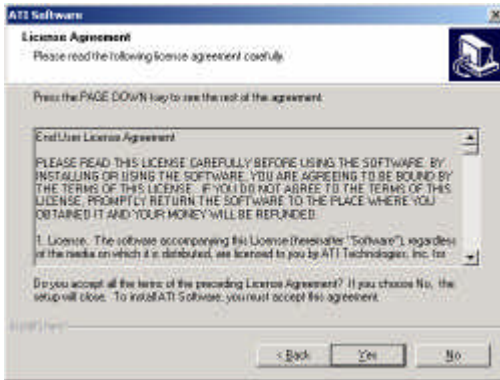 ATI Software
License Agreement
Please read the following license agreement carefully.
Press the PAGE DOWN key to see the rest of the agreement.
End User License Agreement
PLEASE READ THIS LICENSE CAREFULLY BEFORE USING THE SOFTWARE. BY
INSTALLING OR USING THE SOFTWARE, YOU ARE AGREEING TO BE BOUND BY
THE TERMS OF THIS LICENSE. IF YOU DO NOT AGREE TO THE TERMS OF THIS
LICENSE, PROMPTLY RETURN THE SOFTWARE TO THE PLACE WHERE YOU
OBTAINED IT AND YOUR MONEY WILL BE REFUNDED.
1. License. The software accompanying this License (hereinafter "Software"), regardless
of the media on which it is distributed, are licensed to you by ATI Technologies, Inc. for
Do you accept all the terms of the preceding License Agreement? If you choose No, the
setup will close. To install ATI Software, you must accept this agreement.
InstallShield
< Back
Yes
No